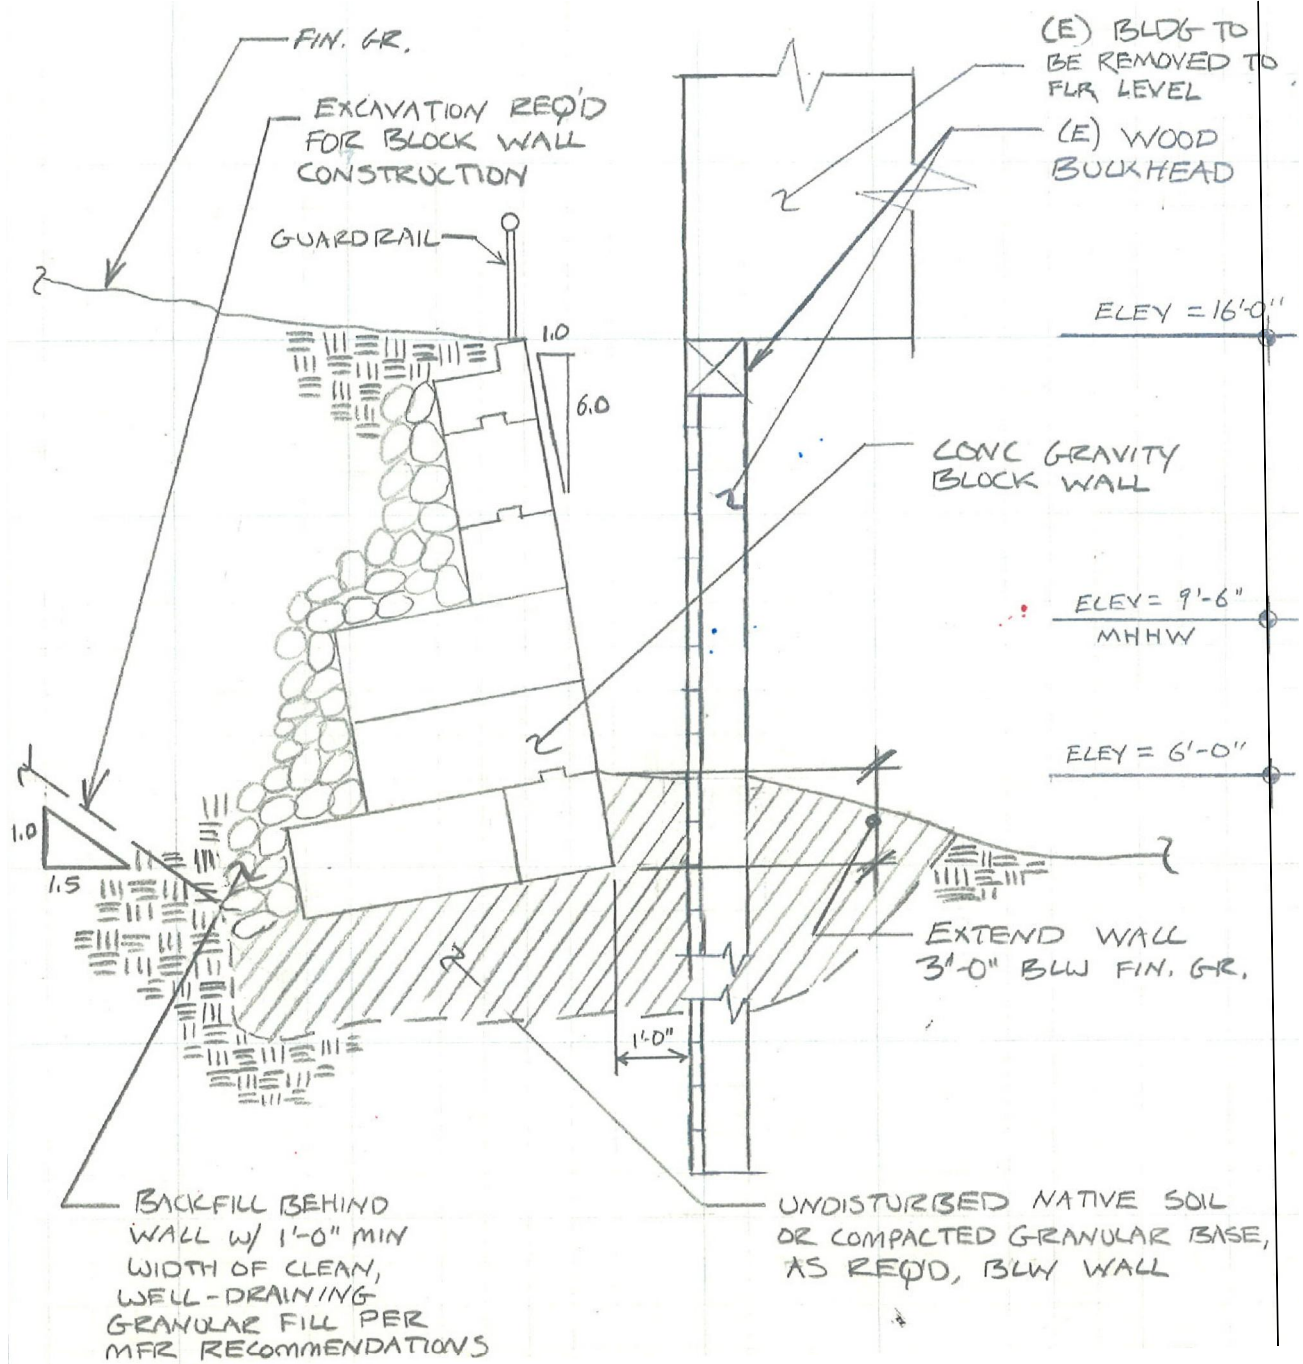 FIN. GR.
EXCAVATION REQ'D
FOR BLOCK WALL
CONSTRUCTION
GUARDRAIL
(E) BLDG TO
BE REMOVED TO
FLR LEVEL
(E) WOOD
BULKHEAD
ELEV = 16'-0"
1.0
6.0
CONC GRAVITY
BLOCK WALL
ELEV = 9'-6"
MHHW
ELEV = 6'-0"
1.0
1.5
EXTEND WALL
3'-0" BLW FIN. GR.
1'-0"
BACKFILL BEHIND
WALL W/ 1'-0" MIN
WIDTH OF CLEAN,
WELL-DRAINING
GRANULAR FILL PER
MFR RECOMMENDATIONS
UNDISTURBED NATIVE SOIL
OR COMPACTED GRANULAR BASE,
AS REQ'D, BLW WALL